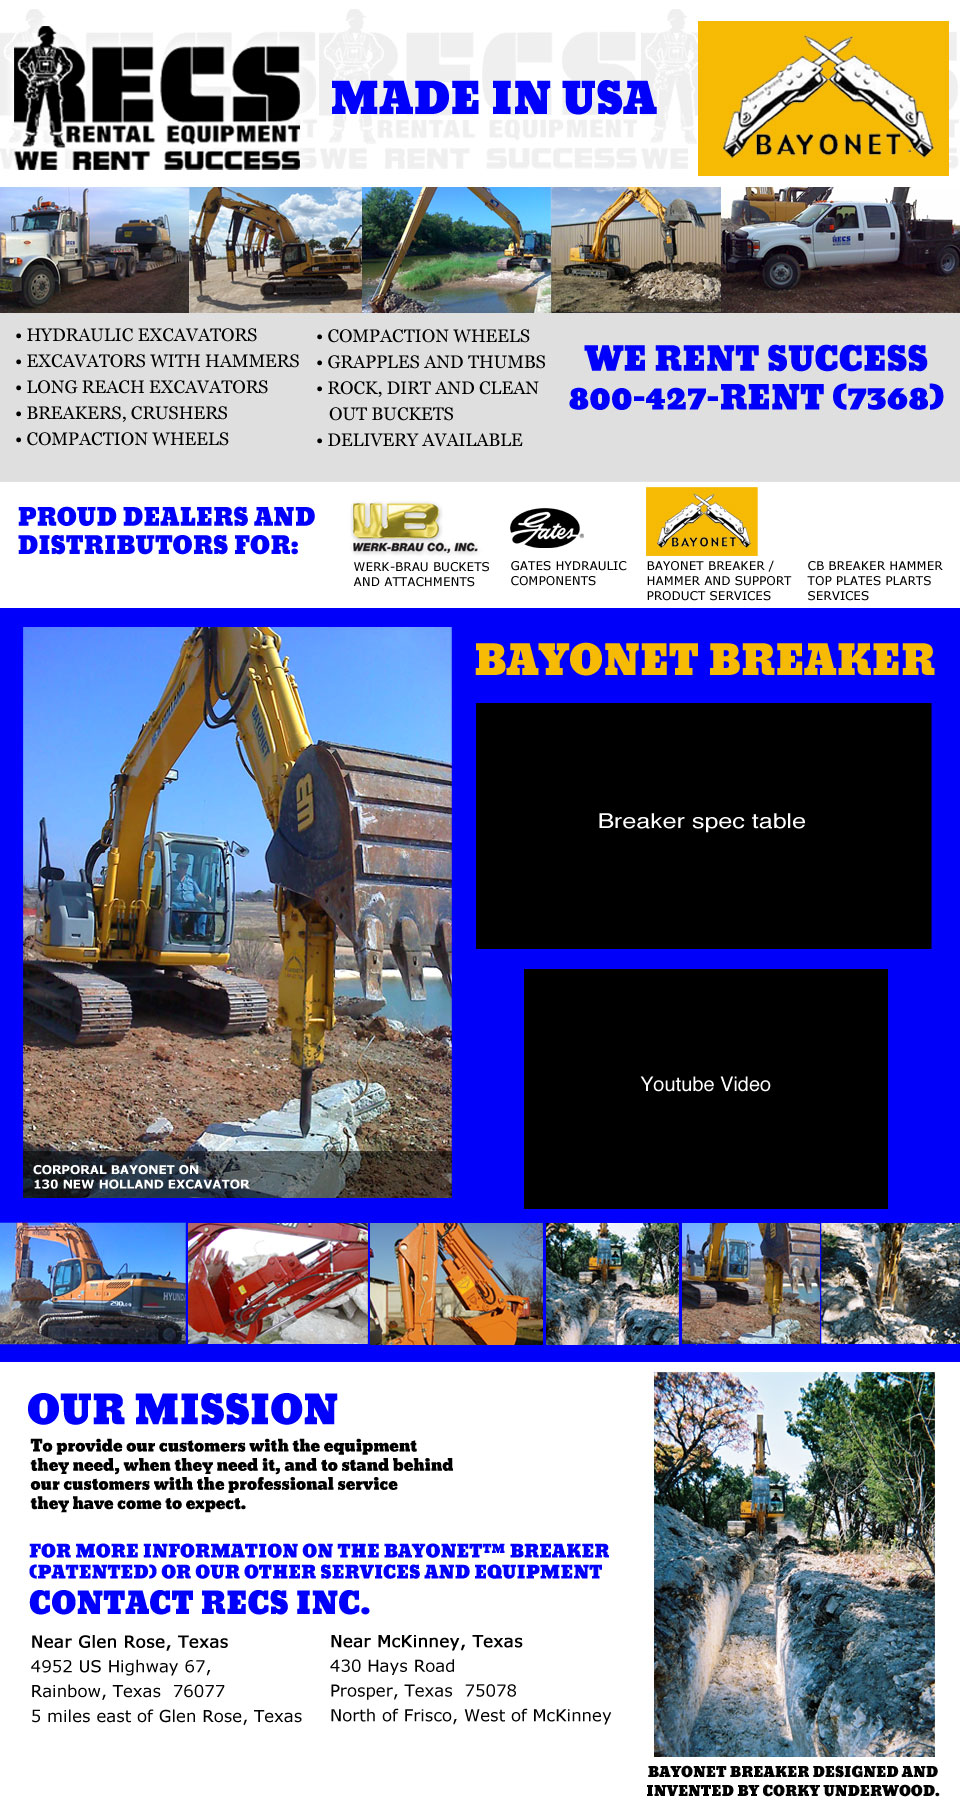 RECS
RENTAL EQUIPMENT
WE RENT SUCCESS
MADE IN USA
BAYONET
• HYDRAULIC EXCAVATORS
• EXCAVATORS WITH HAMMERS
• LONG REACH EXCAVATORS
• BREAKERS, CRUSHERS
• COMPACTION WHEELS
• COMPACTION WHEELS
• GRAPPLES AND THUMBS
• ROCK, DIRT AND CLEAN
OUT BUCKETS
• DELIVERY AVAILABLE
WE RENT SUCCESS
800-427-RENT (7368)
PROUD DEALERS AND
DISTRIBUTORS FOR:
WB
WERK-BRAU CO., INC.
WERK-BRAU BUCKETS
AND ATTACHMENTS
Gates
GATES HYDRAULIC
COMPONENTS
BAYONET
BAYONET BREAKER /
HAMMER AND SUPPORT
PRODUCT SERVICES
CB BREAKER HAMMER
TOP PLATES PLARTS
SERVICES
BAYONET BREAKER
Breaker spec table
Youtube Video
BAYONET
CORPORAL BAYONET ON
130 NEW HOLLAND EXCAVATOR
HYUNDAI
290LC-9
OUR MISSION
To provide our customers with the equipment
they need, when they need it, and to stand behind
our customers with the professional service
they have come to expect.
FOR MORE INFORMATION ON THE BAYONET™ BREAKER
(PATENTED) OR OUR OTHER SERVICES AND EQUIPMENT
CONTACT RECS INC.
Near Glen Rose, Texas
4952 US Highway 67,
Rainbow, Texas 76077
5 miles east of Glen Rose, Texas
Near McKinney, Texas
430 Hays Road
Prosper, Texas 75078
North of Frisco, West of McKinney
BAYONET BREAKER DESIGNED AND
INVENTED BY CORKY UNDERWOOD.